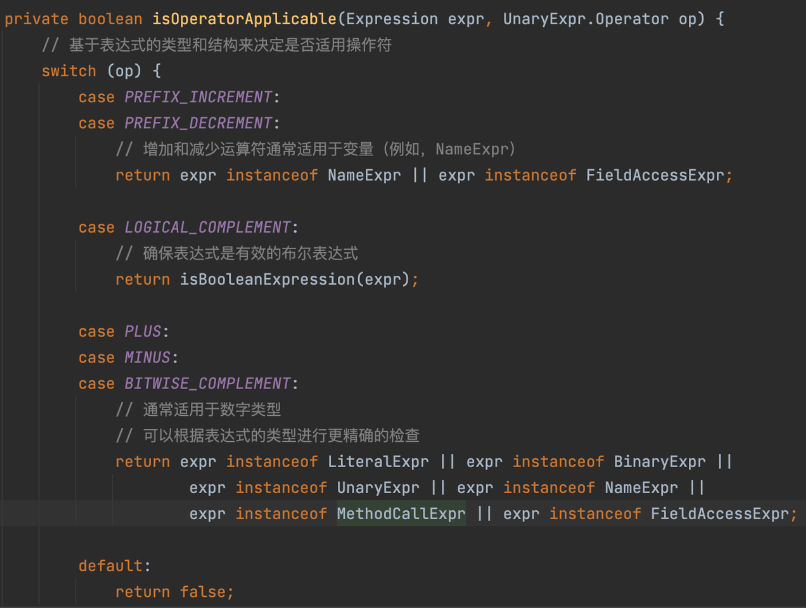 private boolean isOperatorApplicable(Expression expr, UnaryExpr.Operator op) {
    // 基于表达式的类型和结构来决定是否适用操作符
    switch (op) {
        case PREFIX_INCREMENT:
        case PREFIX_DECREMENT:
            // 增加和减少运算符通常适用于变量（例如，NameExpr）
            return expr instanceof NameExpr || expr instanceof FieldAccessExpr;
        case LOGICAL_COMPLEMENT:
            // 确保表达式是有效的布尔表达式
            return isBooleanExpression(expr);
        case PLUS:
        case MINUS:
        case BITWISE_COMPLEMENT:
            // 通常适用于数字类型
            // 可以根据表达式的类型进行更精确的检查
            return expr instanceof LiteralExpr || expr instanceof BinaryExpr ||
                    expr instanceof UnaryExpr || expr instanceof NameExpr ||
                    expr instanceof MethodCallExpr || expr instanceof FieldAccessExpr;
        default:
            return false;